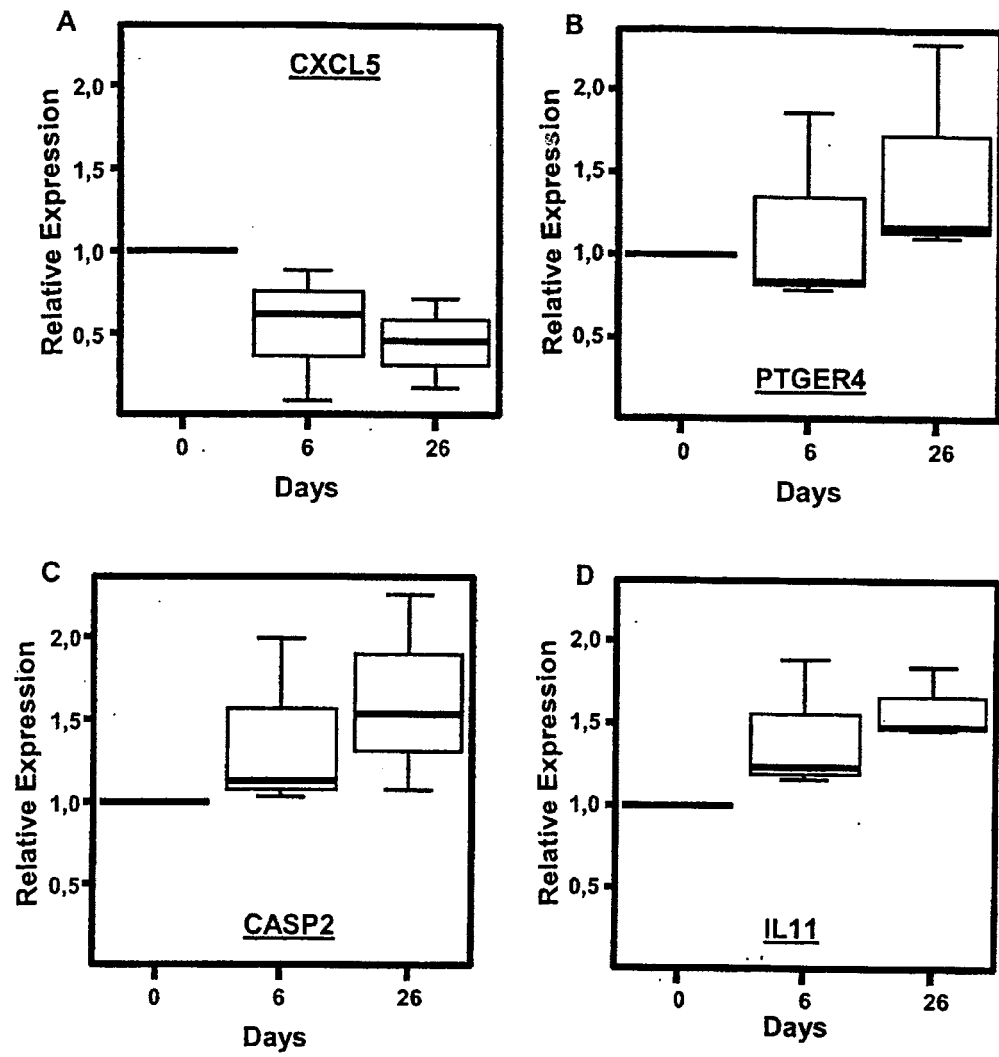 A
CXCL5
Relative Expression
2,0
1,5
1,0
0,5
0
6
26
Days
B
Relative Expression
2,0
1,5
1,0
0,5
PTGER4
0
6
26
Days
C
Relative Expression
2,0
1,5
1,0
0,5
CASP2
0
6
26
Days
D
Relative Expression
2,0
1,5
1,0
0,5
IL11
0
6
26
Days